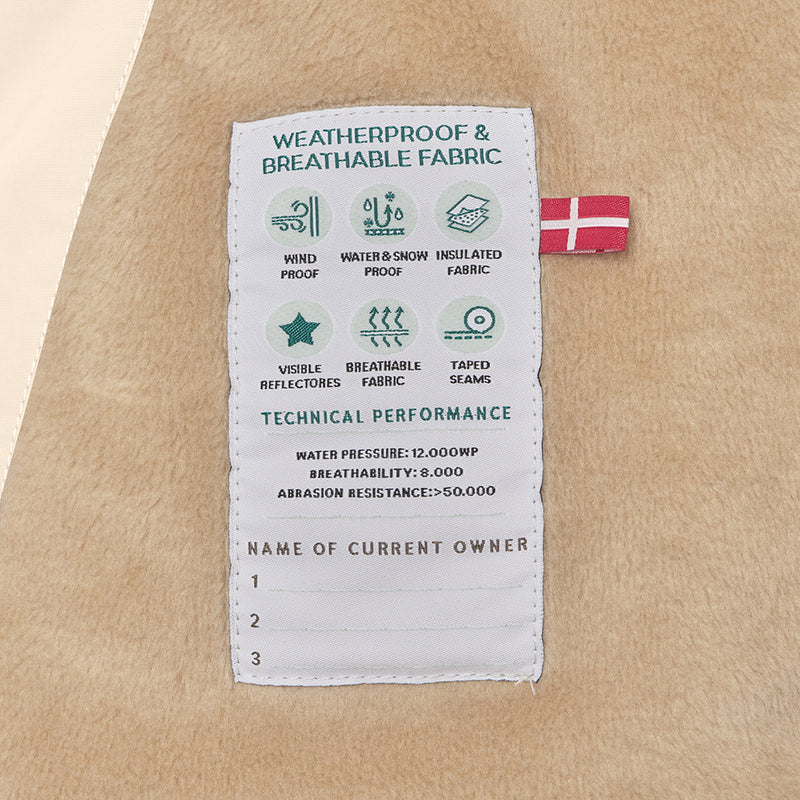 WEATHERPROOF &
BREATHABLE FABRIC
WIND
PROOF
WATER & SNOW
PROOF
INSULATED
FABRIC
VISIBLE
REFLECTORES
BREATHABLE
FABRIC
TAPED
SEAMS
TECHNICAL PERFORMANCE
WATER PRESSURE: 12.000WP
BREATHABILITY: 8.000
ABRASION RESISTANCE:>50.000
NAME OF CURRENT OWNER
1
2
3